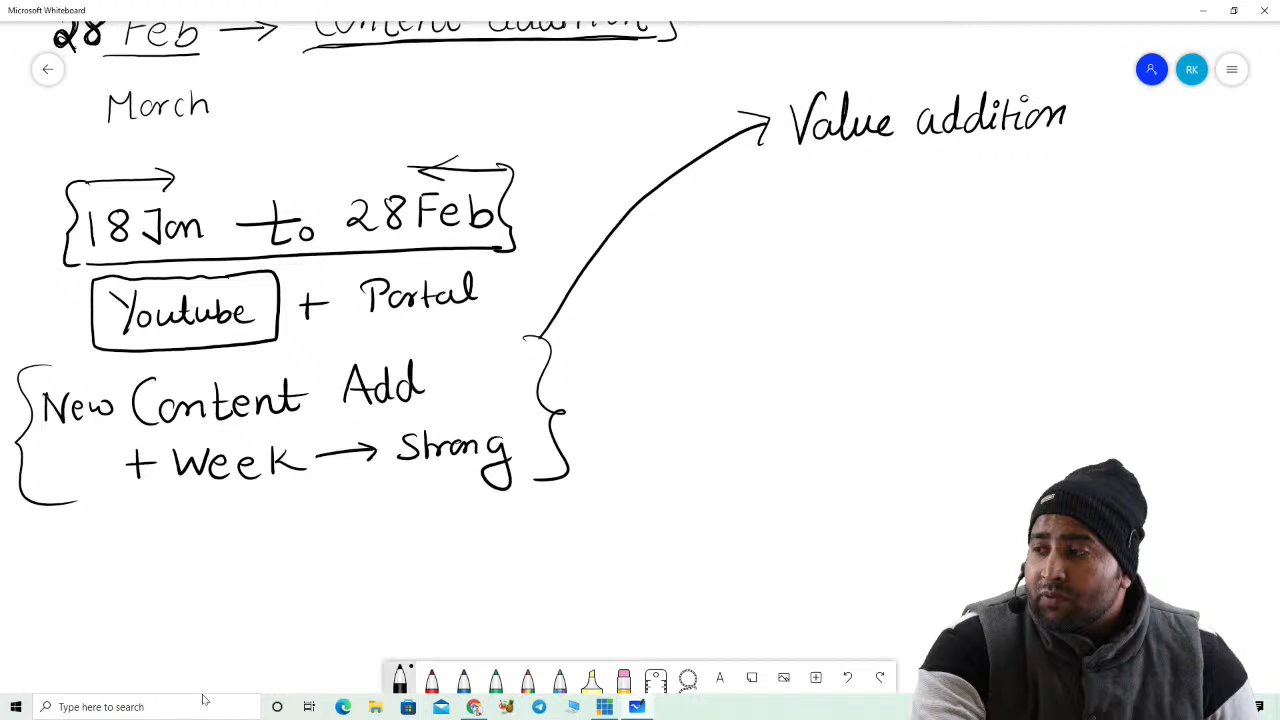 Microsoft Whiteboard
28 Feb → Content addition
RK
March
Value addition
18 Jan to 28 Feb
Youtube + Portal
New Content Add
+ Week → Strong
A
Type here to search